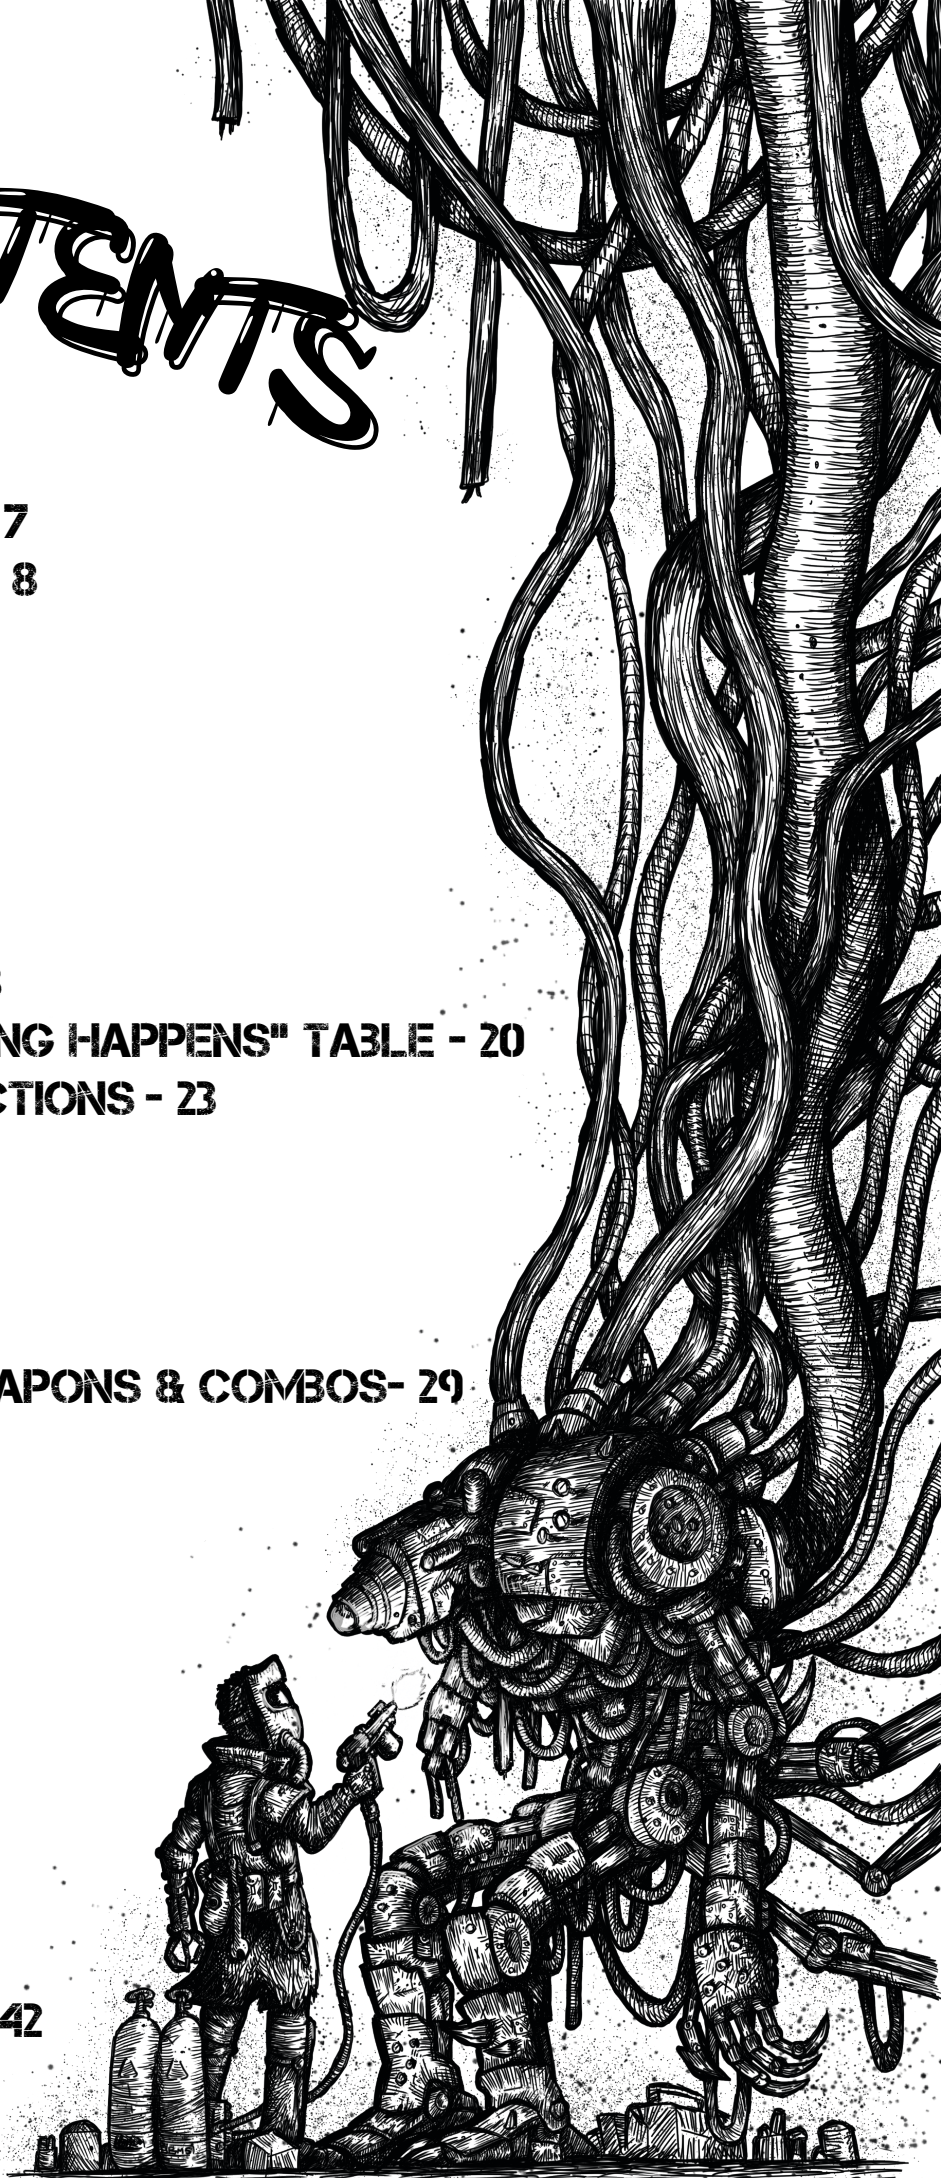 TENTS
7
8
NG HAPPENS" TABLE - 20
CTIONS - 23
APONS & COMBOS- 29
42